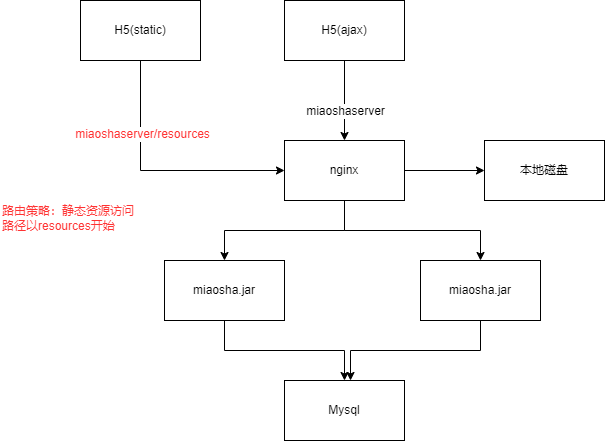 H5(static)
H5(ajax)
miaoshaserver
miaoshaserver/resources
nginx
本地磁盘
路由策略：静态资源访问
路径以resources开始
miaosha.jar
miaosha.jar
Mysql